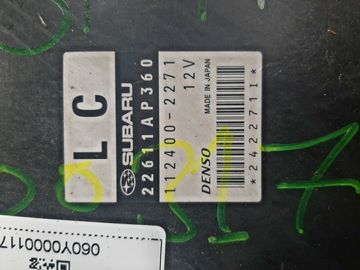 L C
SUBARU
22611AP360
112400-2271
12V
DENSO
MADE IN JAPAN
*2422711*
060Y0000117